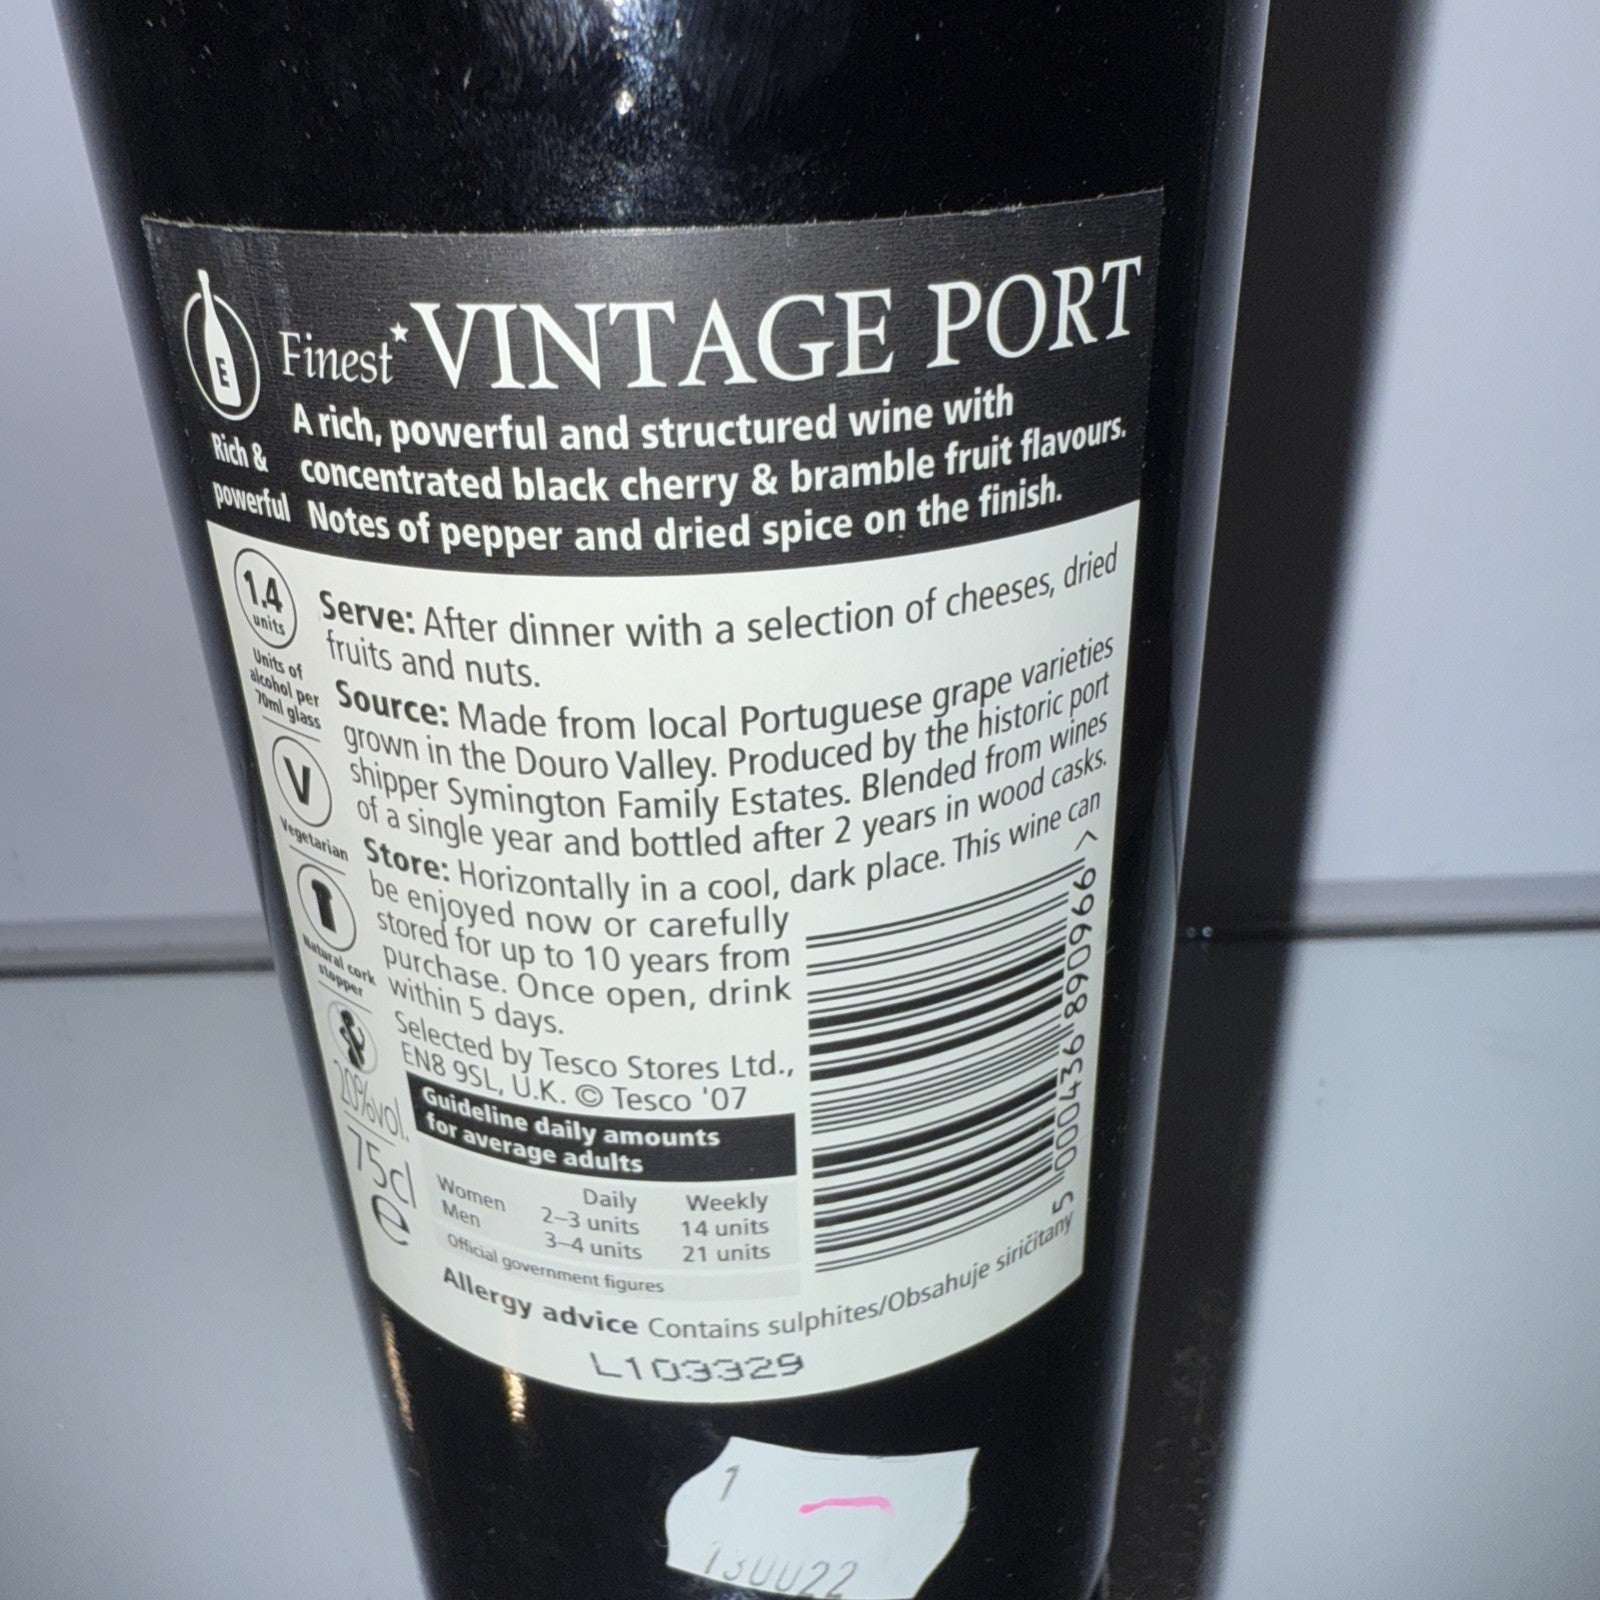 Finest* VINTAGE PORT
A rich, powerful and structured wine with
concentrated black cherry & bramble fruit flavours.
Notes of pepper and dried spice on the finish.
E
Rich &
powerful
1.4
units
Units of
alcohol per
70ml glass
V
Vegetarian
Natural cork
stopper
20%vol.
75cl
e
Serve: After dinner with a selection of cheeses, dried
fruits and nuts.
Source: Made from local Portuguese grape varieties
grown in the Douro Valley. Produced by the historic port
shipper Symington Family Estates. Blended from wines
of a single year and bottled after 2 years in wood casks.
Store: Horizontally in a cool, dark place. This wine can
be enjoyed now or carefully
stored for up to 10 years from
purchase. Once open, drink
within 5 days.
Selected by Tesco Stores Ltd.,
EN8 9SL, U.K. © Tesco '07
Guideline daily amounts
for average adults
Daily Weekly
Women 2–3 units 14 units
Men 3–4 units 21 units
Official government figures
5 000436 890966 >
Allergy advice Contains sulphites/Obsahuje siričitany
L103329
1